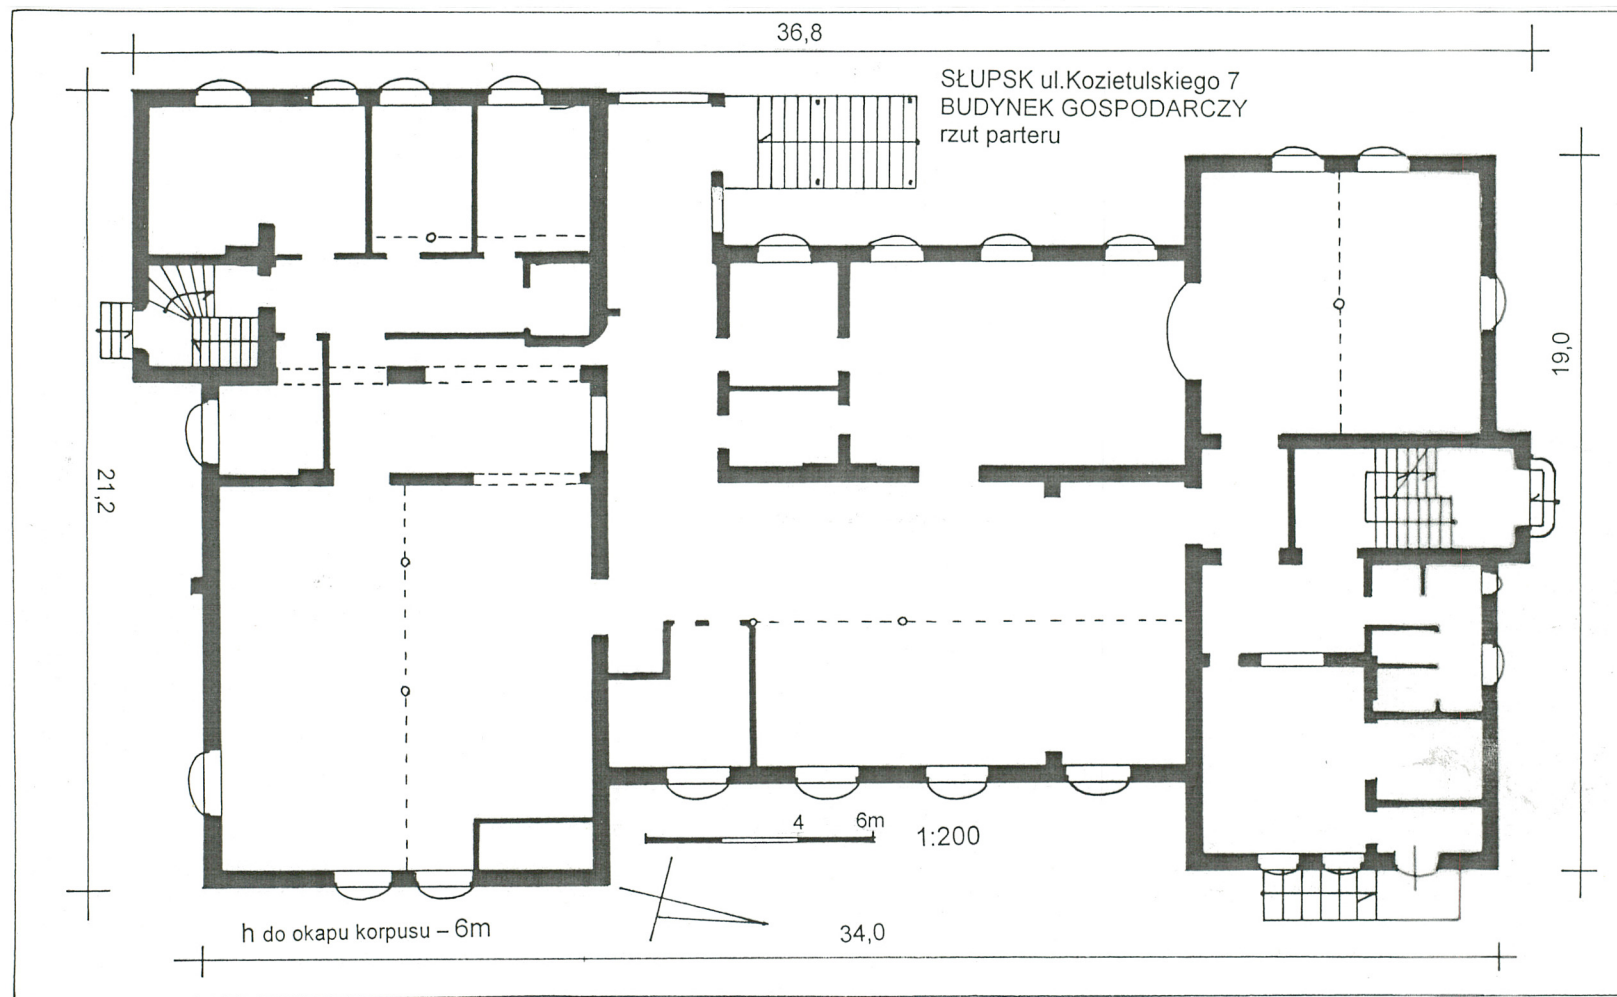 36,8
SŁUPSK ul.Kozietulskiego 7
BUDYNEK GOSPODARCZY
rzut parteru
19,0
21,2
4 6m
1:200
h do okapu korpusu – 6m
34,0